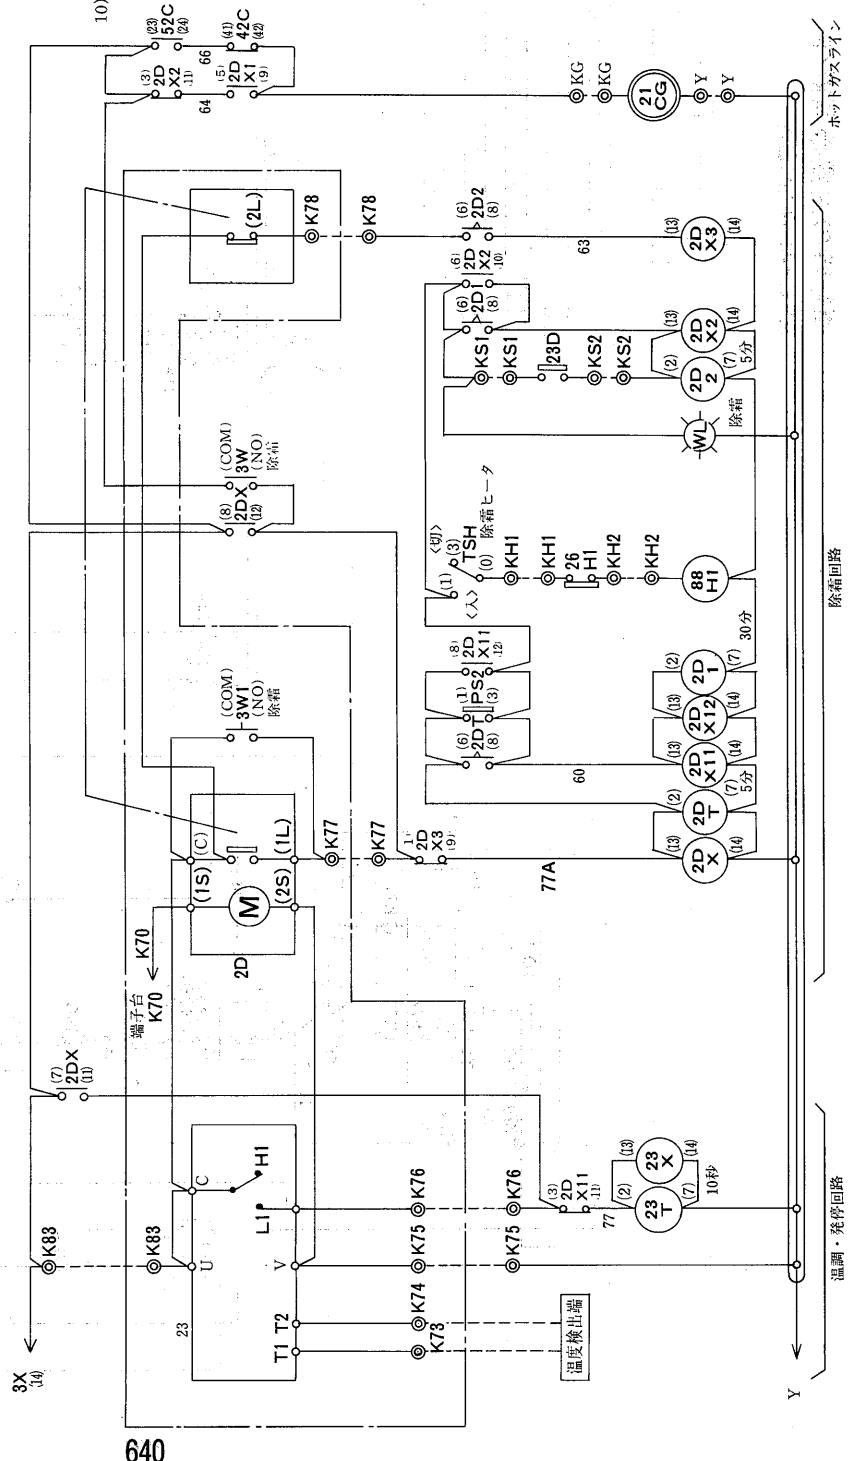 640
3X
(14)
K83
K83
23
U
C
H1
L1
V
T1
T2
K73
K74
K75
K76
K75
K76
温度検出端
(7)
2DX
(11)
(3)
2D
X11
11)
77
(2)
(13)
23
T
23
X
(7)
(14)
10秒
Y
温調・発停回路
端子台
K70
K70
2D
(1S)
(C)
M
(2S)
(1L)
K77
K77
(COM)
3W1
(NO)
除霜
2D
X3
(9)
77A
(13)
2D
X
(14)
(2)
2D
T
(7)
5分
(13)
2D
X11
(14)
(13)
2D
X12
(14)
(2)
2D
1
(7)
30分
60
(6)
2DT
(8)
(1)
PS2
(3)
(8)
2D
X11
12)
〈切〉
(3)
TSH
(0)
(1)
〈入〉
除霜ヒータ
KH1
KH1
26
H1
KH2
KH2
88
H1
除霜回路
(8)
2DX
(12)
(COM)
3W
(NO)
除霜
WL
除霜
KS1
KS1
23D
KS2
KS2
(2)
2D
2
(7)
5分
(6)
2D1
(8)
(13)
2D
X2
(14)
(6)
2D
X2
10)
(6)
2D2
(8)
63
(13)
2D
X3
(14)
(2L)
K78
K78
(3)
2D
X2
11)
64
(5)
2D
X1
(9)
(23)
52C
(24)
66
(41)
42C
(42)
10)
KG
KG
21
CG
Y
Y
ホットガスライン